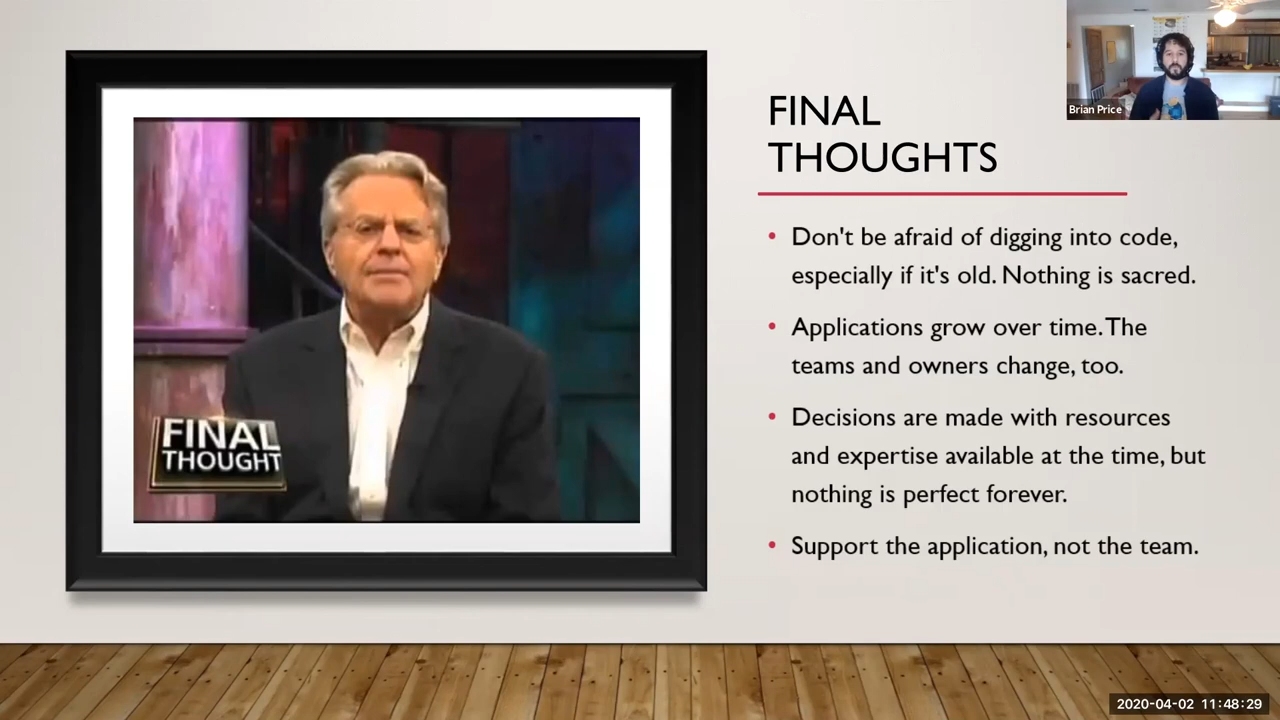 Brian Price
FINAL
THOUGHTS
Don't be afraid of digging into code,
especially if it's old. Nothing is sacred.
Applications grow over time. The
teams and owners change, too.
Decisions are made with resources
and expertise available at the time, but
nothing is perfect forever.
Support the application, not the team.
FINAL
THOUGHT
2020-04-02 11:48:29